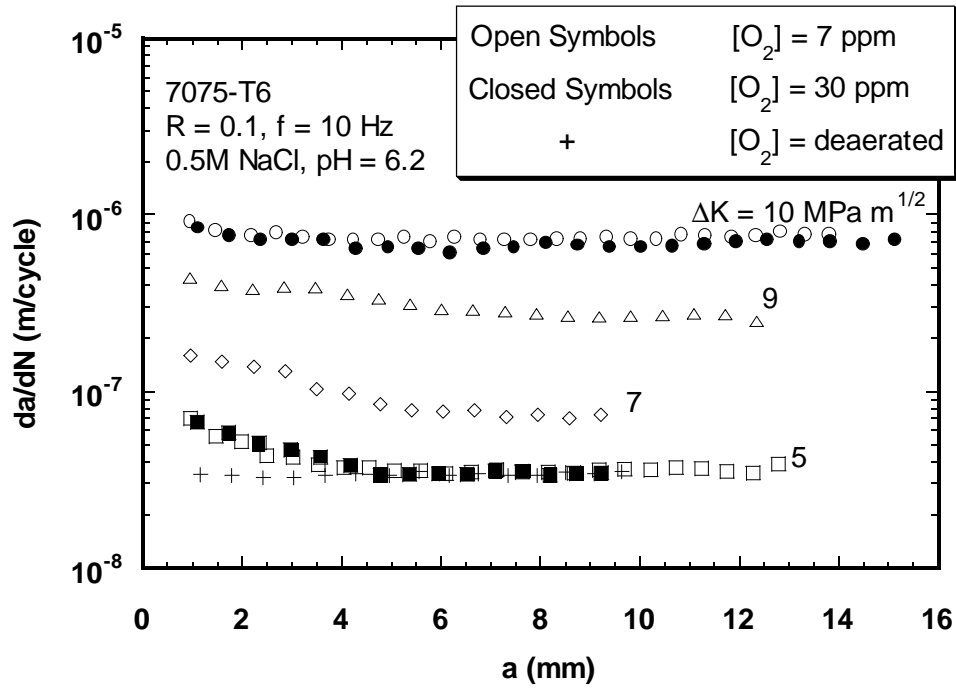 Open Symbols [O₂] = 7 ppm
Closed Symbols [O₂] = 30 ppm
+ [O₂] = deaerated
7075-T6
R = 0.1, f = 10 Hz
0.5M NaCl, pH = 6.2
ΔK = 10 MPa m^1/2
9
7
5
10⁻⁵
10⁻⁶
10⁻⁷
10⁻⁸
da/dN (m/cycle)
0 2 4 6 8 10 12 14 16
a (mm)